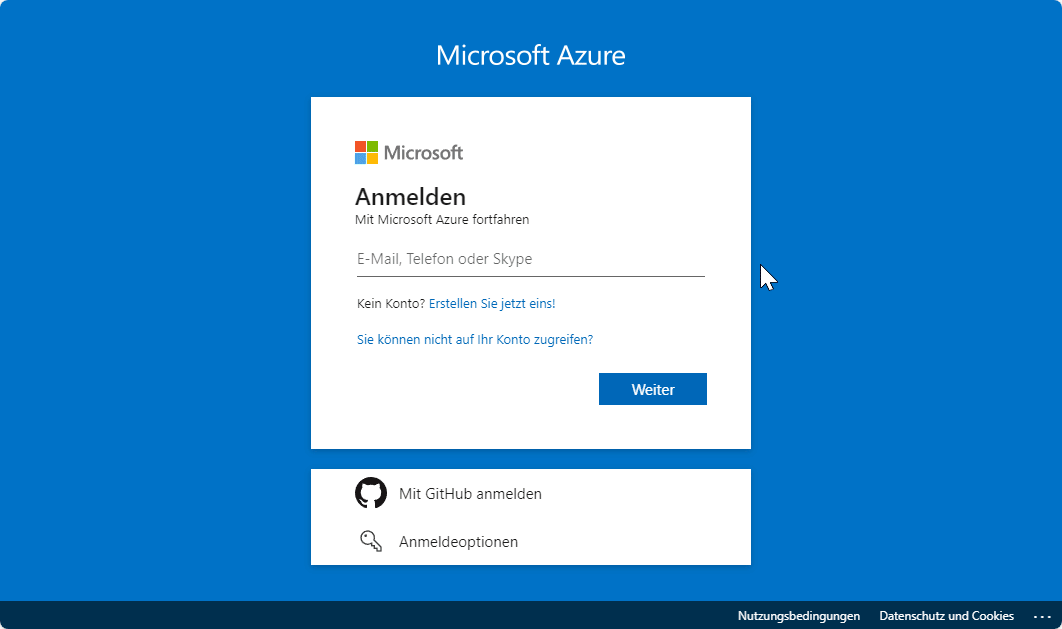 Microsoft Azure
Microsoft
Anmelden
Mit Microsoft Azure fortfahren
E-Mail, Telefon oder Skype
Kein Konto? Erstellen Sie jetzt eins!
Sie können nicht auf Ihr Konto zugreifen?
Weiter
Mit GitHub anmelden
Anmeldeoptionen
Nutzungsbedingungen Datenschutz und Cookies ...